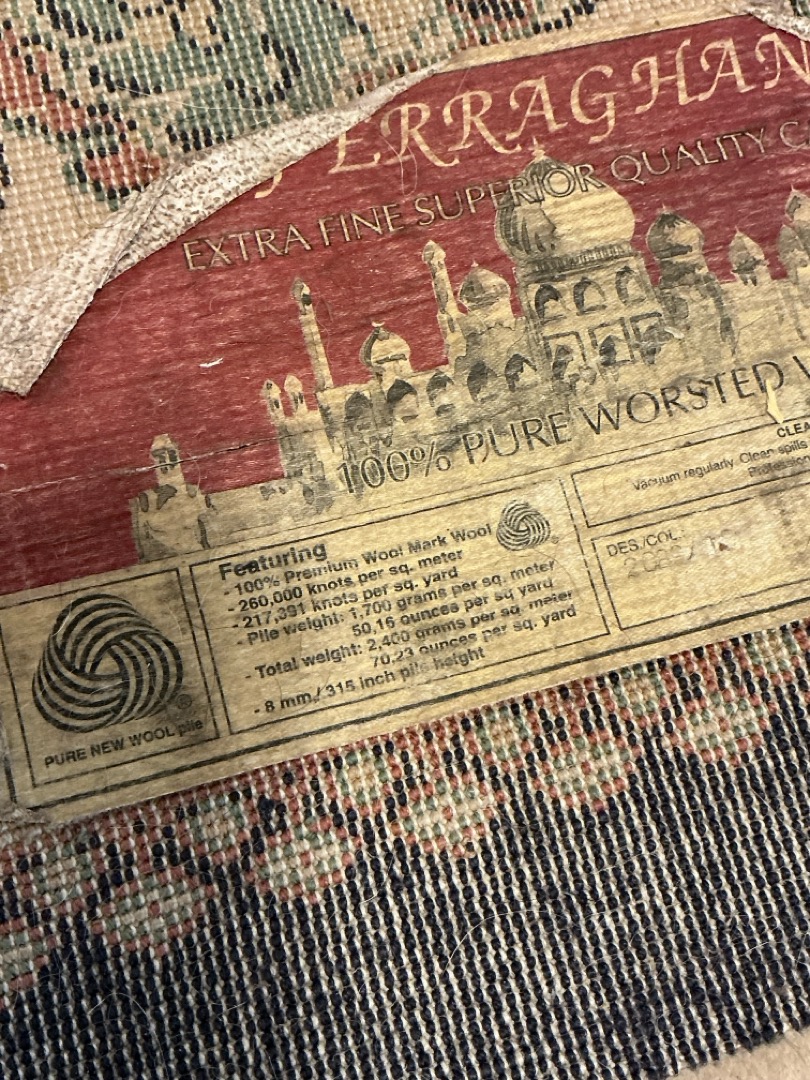 ERRAGHAN
EXTRA FINE SUPERIOR QUALITY
100% PURE WORSTED
Featuring
- 100% Premium Wool Mark Wool
- 260,000 knots per sq. meter
- 217,391 knots per sq. yard
- Pile weight: 1,700 grams per sq. meter
50,16 ounces per sq yard
- Total weight: 2,400 grams per sq. meter
70,23 ounces per sq. yard
- 8 mm./315 inch pile height
®
PURE NEW WOOL pile
CLEA
Vacuum regularly. Clean spills
Profession
DES./COL.: